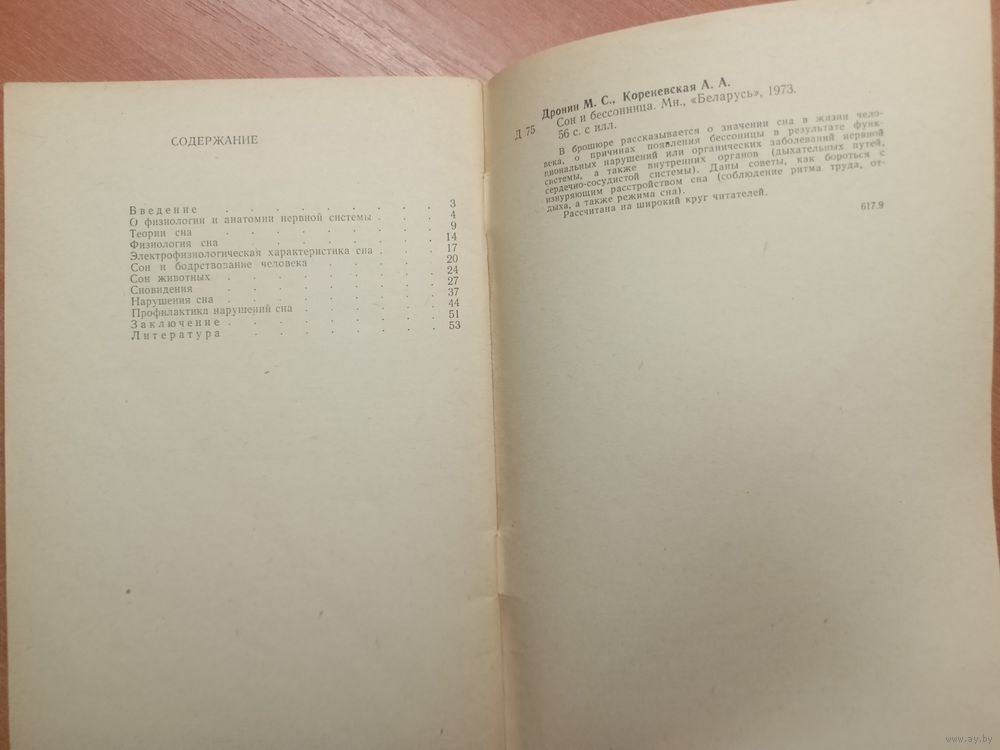 СОДЕРЖАНИЕ
Введение . . . . . . . . 3
О физиологии и анатомии нервной системы . . . 4
Теории сна . . . . . . . . 9
Физиология сна . . . . . . . 14
Электрофизиологическая характеристика сна . . . 17
Сон и бодрствование человека . . . . . 20
Сон животных . . . . . . . . 24
Сновидения . . . . . . . . 27
Нарушения сна . . . . . . . . 37
Профилактика нарушений сна . . . . . . 44
Заключение . . . . . . . . 51
Литература . . . . . . . 53
Дронин М. С., Кореневская А. А.
Д 75 Сон и бессонница. Мн., «Беларусь», 1973.
56 с. с илл.
В брошюре рассказывается о значении сна в жизни чело-
века, о причинах появления бессоницы в результате функ-
циональных нарушений или органических заболеваний нервной
системы, а также внутренних органов (дыхательных путей,
сердечно-сосудистой системы). Даны советы, как бороться с
изнуряющим расстройством сна (соблюдение ритма труда, от-
дыха, а также режима сна).
Рассчитана на широкий круг читателей.
617.9
www.ay.by